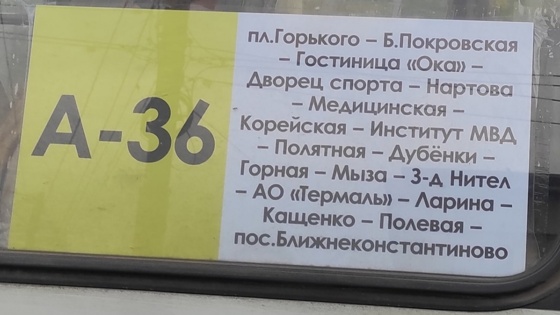 А-36
пл.Горького – Б.Покровская
– Гостиница «Ока» –
Дворец спорта – Нартова
– Медицинская –
Корейская – Институт МВД
– Полятная – Дубёнки –
Горная – Мыза – 3-д Нител
– АО «Термаль» – Ларина –
Кащенко – Полевая –
пос.Ближнеконстантиново